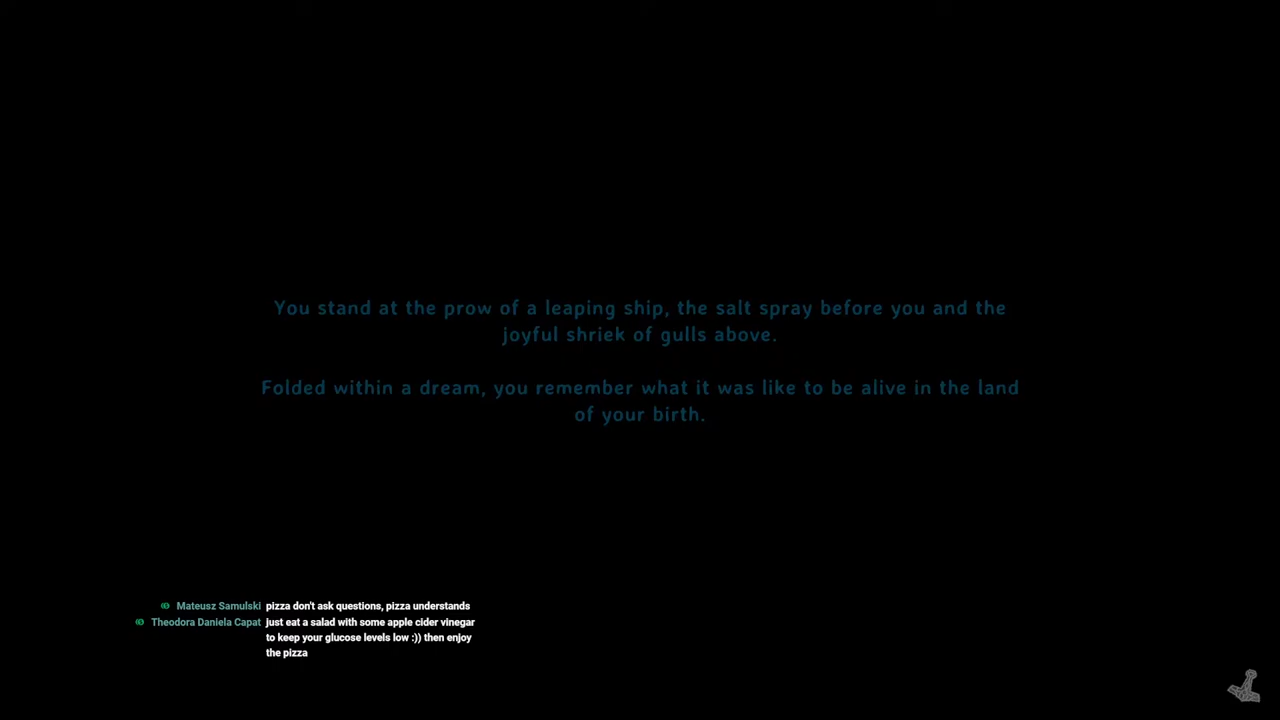 You stand at the prow of a leaping ship, the salt spray before you and the
joyful shriek of gulls above.
Folded within a dream, you remember what it was like to be alive in the land
of your birth.
Mateusz Samulski pizza don't ask questions, pizza understands
Theodora Daniela Capat just eat a salad with some apple cider vinegar
to keep your glucose levels low :)) then enjoy
the pizza